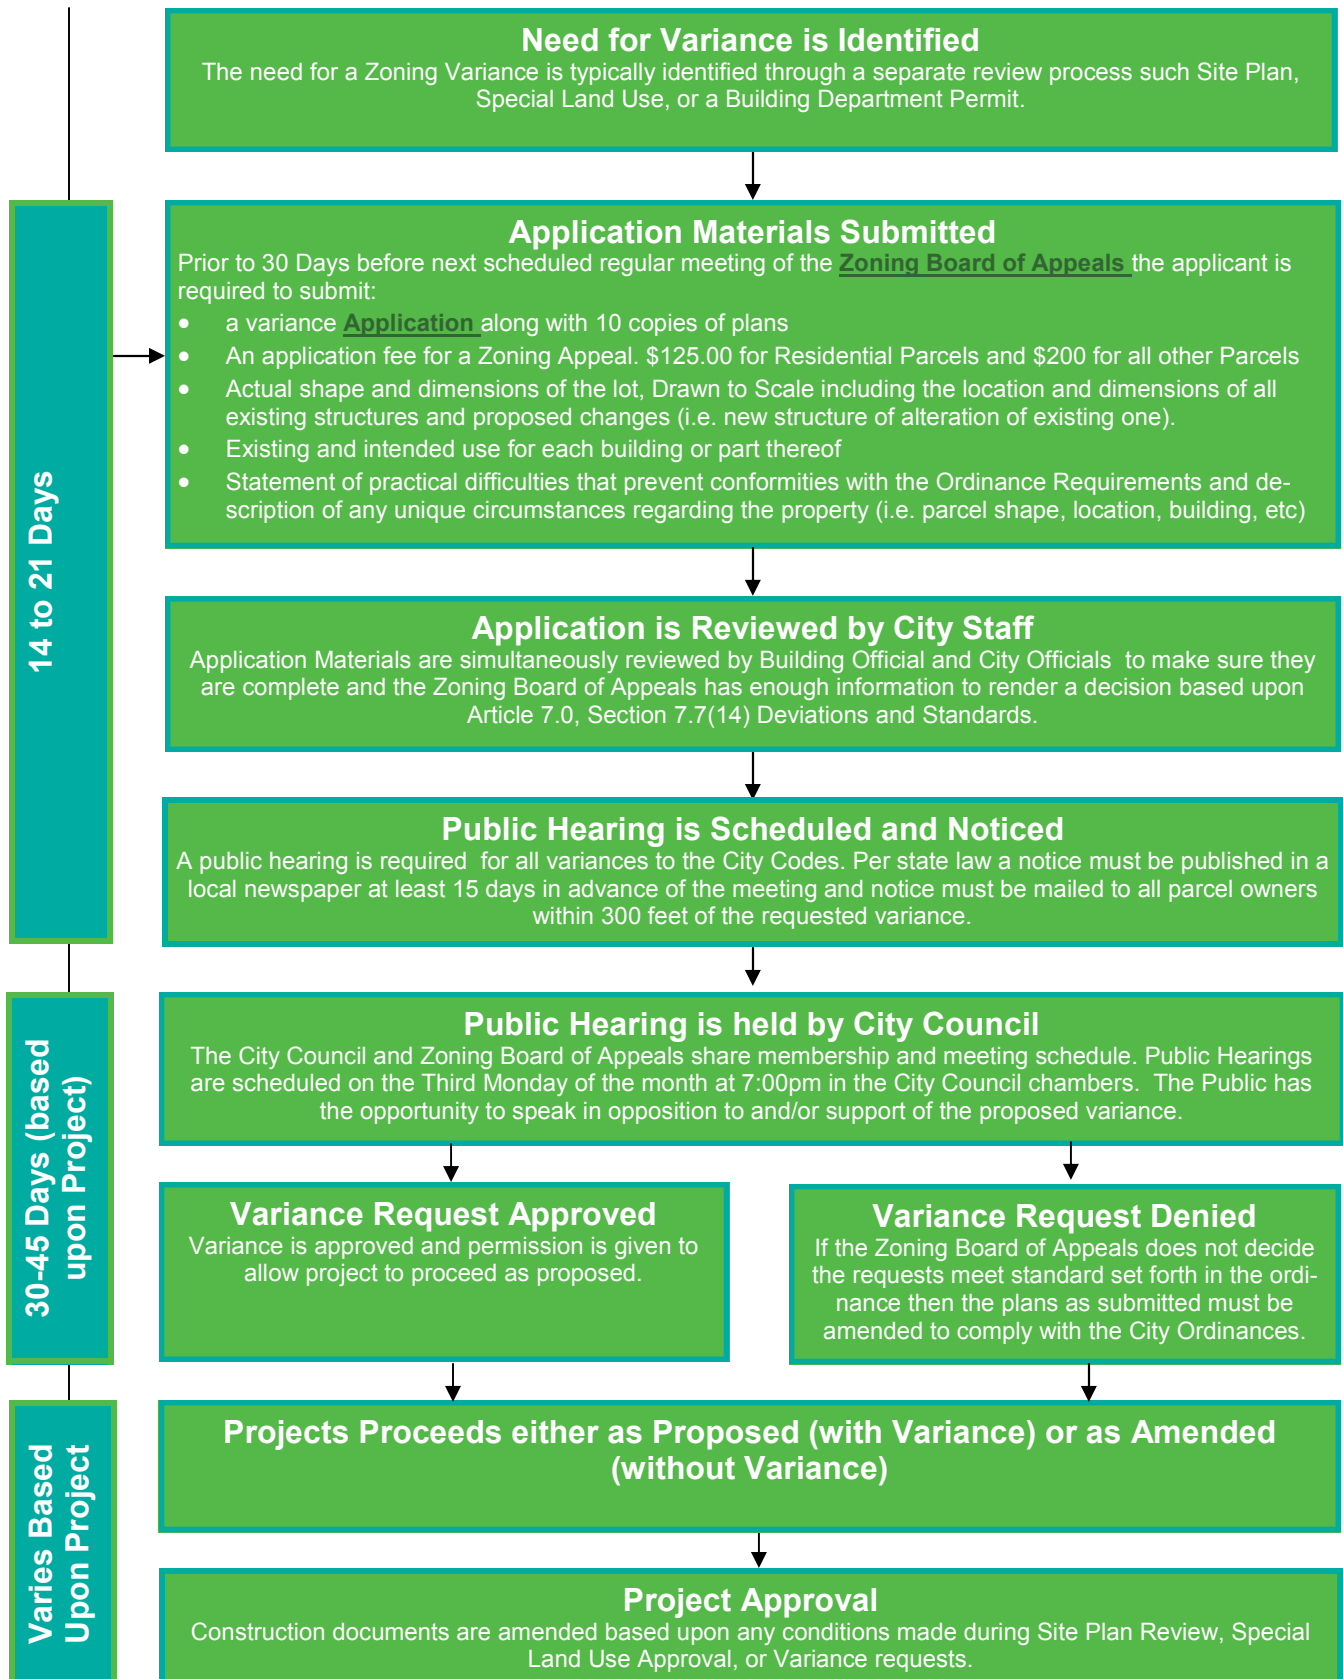 Need for Variance is Identified
The need for a Zoning Variance is typically identified through a separate review process such Site Plan,
Special Land Use, or a Building Department Permit.
14 to 21 Days
Application Materials Submitted
Prior to 30 Days before next scheduled regular meeting of the Zoning Board of Appeals the applicant is
required to submit:
• a variance Application along with 10 copies of plans
• An application fee for a Zoning Appeal. $125.00 for Residential Parcels and $200 for all other Parcels
• Actual shape and dimensions of the lot, Drawn to Scale including the location and dimensions of all
existing structures and proposed changes (i.e. new structure of alteration of existing one).
• Existing and intended use for each building or part thereof
• Statement of practical difficulties that prevent conformities with the Ordinance Requirements and de-
scription of any unique circumstances regarding the property (i.e. parcel shape, location, building, etc)
Application is Reviewed by City Staff
Application Materials are simultaneously reviewed by Building Official and City Officials to make sure they
are complete and the Zoning Board of Appeals has enough information to render a decision based upon
Article 7.0, Section 7.7(14) Deviations and Standards.
Public Hearing is Scheduled and Noticed
A public hearing is required for all variances to the City Codes. Per state law a notice must be published in a
local newspaper at least 15 days in advance of the meeting and notice must be mailed to all parcel owners
within 300 feet of the requested variance.
30-45 Days (based
upon Project)
Public Hearing is held by City Council
The City Council and Zoning Board of Appeals share membership and meeting schedule. Public Hearings
are scheduled on the Third Monday of the month at 7:00pm in the City Council chambers. The Public has
the opportunity to speak in opposition to and/or support of the proposed variance.
Variance Request Approved
Variance is approved and permission is given to
allow project to proceed as proposed.
Variance Request Denied
If the Zoning Board of Appeals does not decide
the requests meet standard set forth in the ordi-
nance then the plans as submitted must be
amended to comply with the City Ordinances.
Varies Based
Upon Project
Projects Proceeds either as Proposed (with Variance) or as Amended
(without Variance)
Project Approval
Construction documents are amended based upon any conditions made during Site Plan Review, Special
Land Use Approval, or Variance requests.